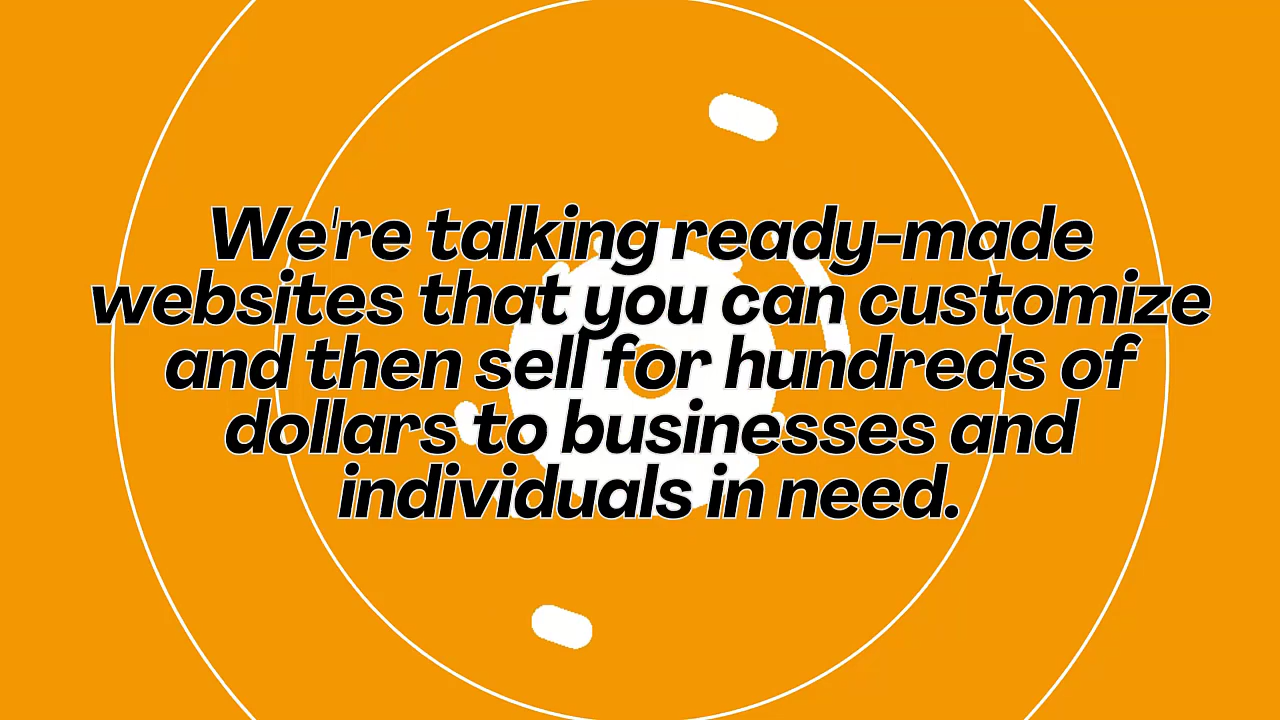 We're talking ready-made
websites that you can customize
and then sell for hundreds of
dollars to businesses and
individuals in need.